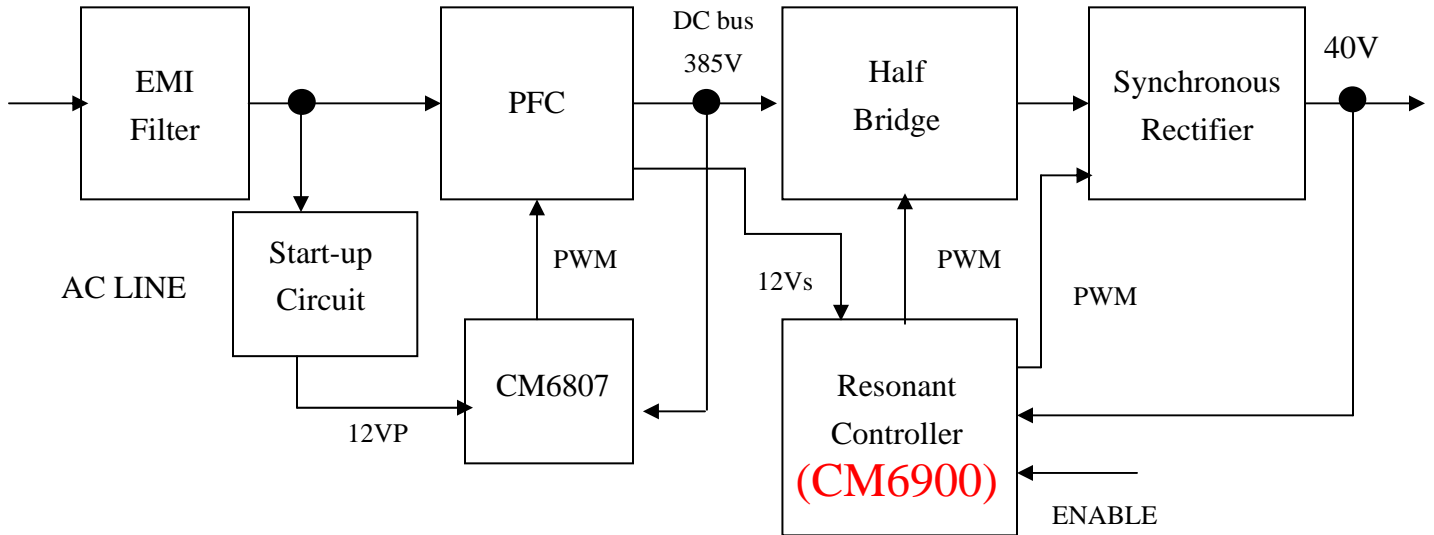 DC bus
385V
40V
EMI
Filter
PFC
Half
Bridge
Synchronous
Rectifier
AC LINE
Start-up
Circuit
PWM
12Vs
PWM
PWM
12VP
CM6807
Resonant
Controller
(CM6900)
ENABLE